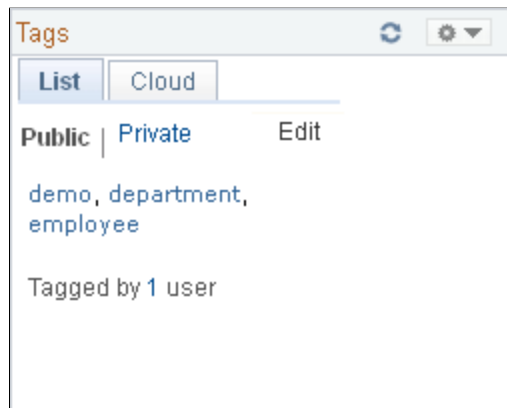 Tags
List Cloud
Public | Private Edit
demo, department,
employee
Tagged by 1 user